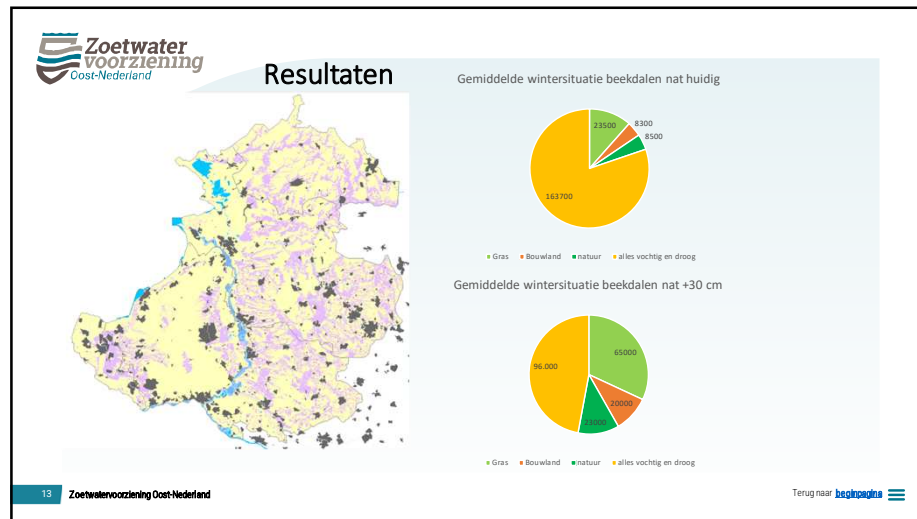 Zoetwater
voorziening
Oost-Nederland
Resultaten
Gemiddelde wintersituatie beekdalen nat huidig
23500
8300
8500
163700
Gras Bouwland natuur alles vochtig en droog
Gemiddelde wintersituatie beekdalen nat +30 cm
96.000
65000
20000
23000
Gras Bouwland natuur alles vochtig en droog
13 Zoetwatervoorziening Oost-Nederland
Terug naar beginpagina